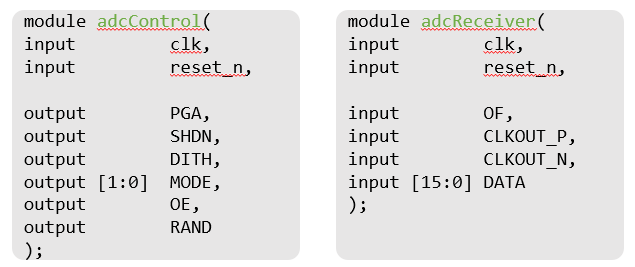 module adcControl(
input clk,
input reset_n,
output PGA,
output SHDN,
output DITH,
output [1:0] MODE,
output OE,
output RAND
);
module adcReceiver(
input clk,
input reset_n,
input OF,
input CLKOUT_P,
input CLKOUT_N,
input [15:0] DATA
);